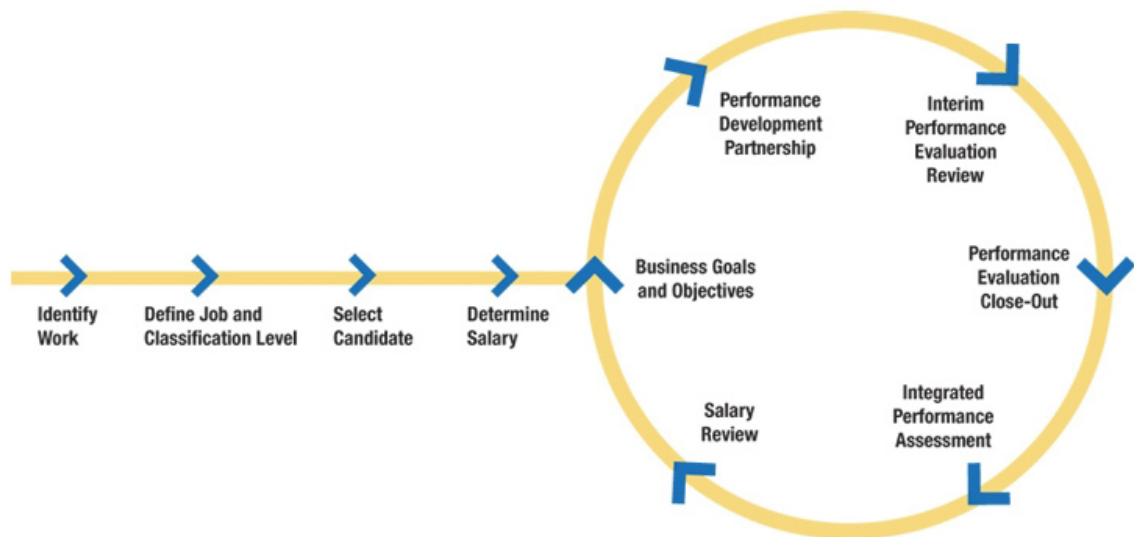 Identify
Work
Define Job and
Classification Level
Select
Candidate
Determine
Salary
Business Goals
and Objectives
Performance
Development
Partnership
Interim
Performance
Evaluation
Review
Performance
Evaluation
Close-Out
Integrated
Performance
Assessment
Salary
Review